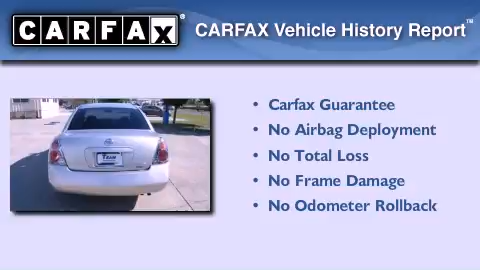 CARFAX®
CARFAX Vehicle History Report™
• Carfax Guarantee
• No Airbag Deployment
• No Total Loss
• No Frame Damage
• No Odometer Rollback